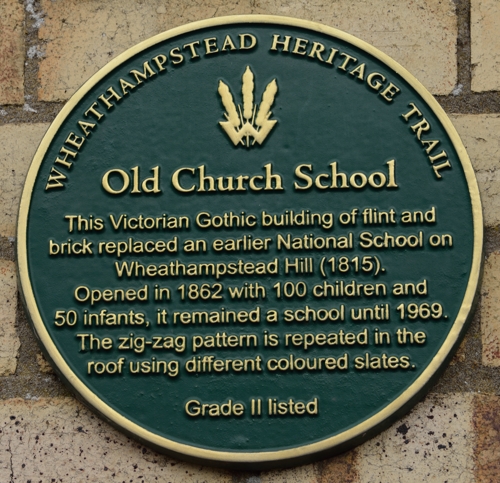 WHEATHAMPSTEAD HERITAGE TRAIL
Old Church School
This Victorian Gothic building of flint and
brick replaced an earlier National School on
Wheathampstead Hill (1815).
Opened in 1862 with 100 children and
50 infants, it remained a school until 1969.
The zig-zag pattern is repeated in the
roof using different coloured slates.
Grade II listed